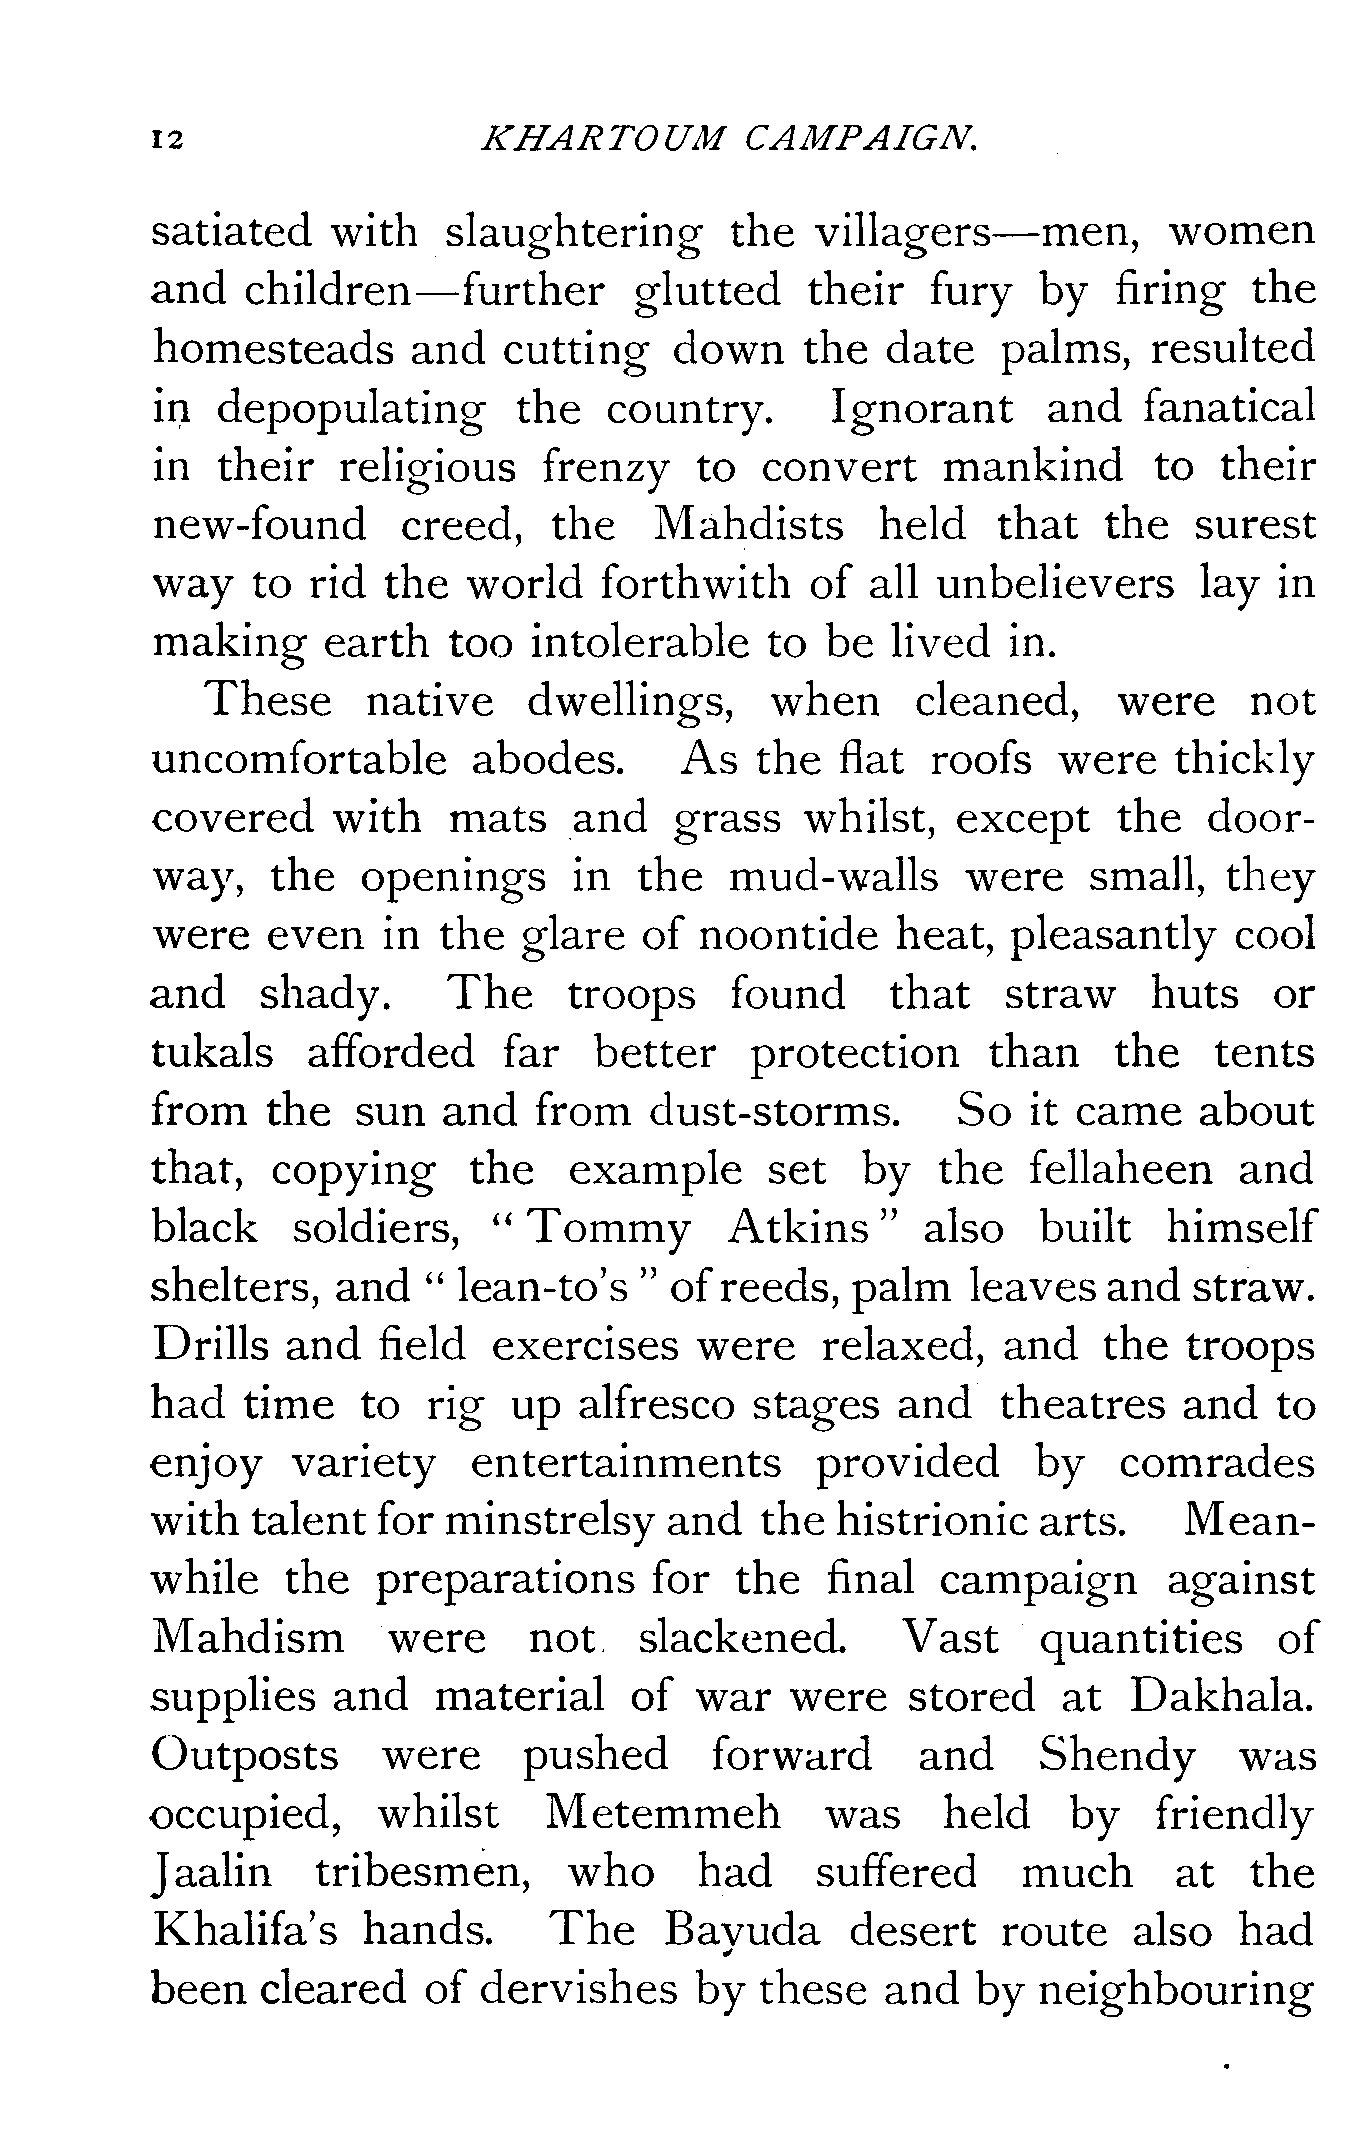 12 KHARTOUM CAMPAIGN.
satiated with slaughtering the villagers—men, women
and children—further glutted their fury by firing the
homesteads and cutting down the date palms, resulted
in depopulating the country. Ignorant and fanatical
in their religious frenzy to convert mankind to their
new-found creed, the Mahdists held that the surest
way to rid the world forthwith of all unbelievers lay in
making earth too intolerable to be lived in.
These native dwellings, when cleaned, were not
uncomfortable abodes. As the flat roofs were thickly
covered with mats and grass whilst, except the door-
way, the openings in the mud-walls were small, they
were even in the glare of noontide heat, pleasantly cool
and shady. The troops found that straw huts or
tukals afforded far better protection than the tents
from the sun and from dust-storms. So it came about
that, copying the example set by the fellaheen and
black soldiers, “ Tommy Atkins ” also built himself
shelters, and “ lean-to's ” of reeds, palm leaves and straw.
Drills and field exercises were relaxed, and the troops
had time to rig up alfresco stages and theatres and to
enjoy variety entertainments provided by comrades
with talent for minstrelsy and the histrionic arts. Mean-
while the preparations for the final campaign against
Mahdism were not slackened. Vast quantities of
supplies and material of war were stored at Dakhala.
Outposts were pushed forward and Shendy was
occupied, whilst Metemmeh was held by friendly
Jaalin tribesmen, who had suffered much at the
Khalifa's hands. The Bayuda desert route also had
been cleared of dervishes by these and by neighbouring